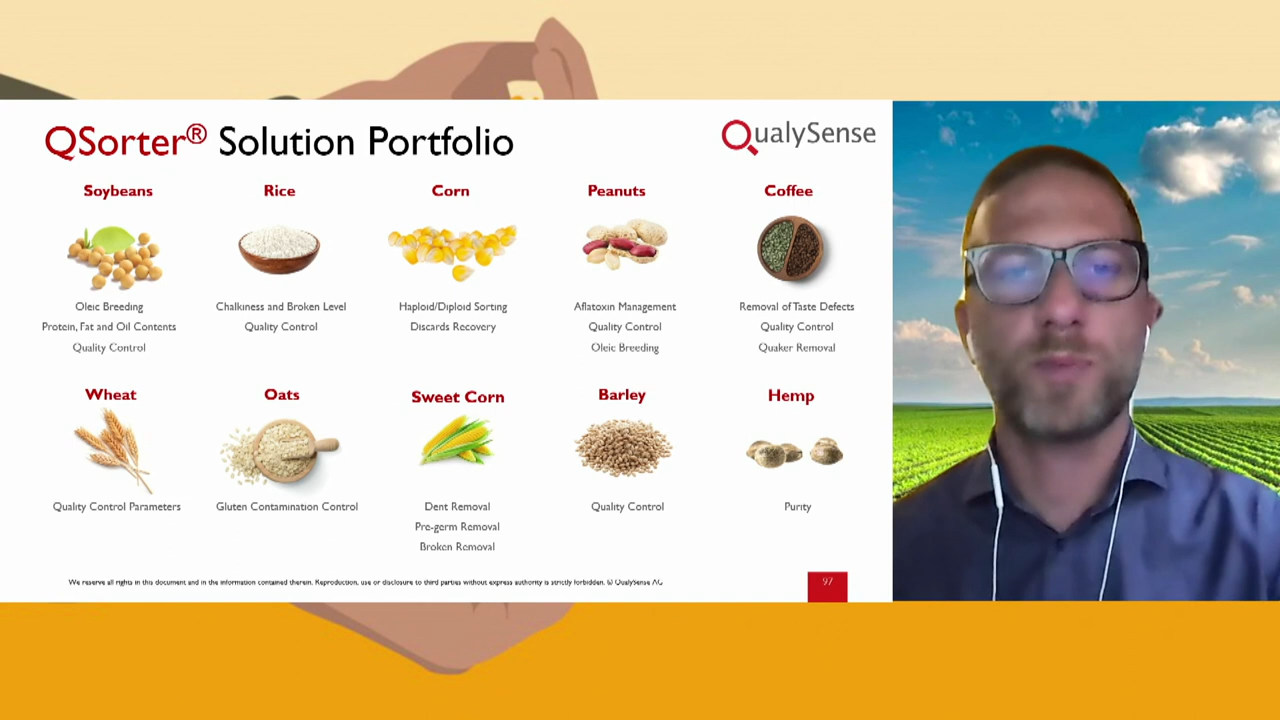 QSorter® Solution Portfolio
QualySense
Soybeans
Oleic Breeding
Protein, Fat and Oil Contents
Quality Control
Rice
Chalkiness and Broken Level
Quality Control
Corn
Haploid/Diploid Sorting
Discards Recovery
Peanuts
Aflatoxin Management
Quality Control
Oleic Breeding
Coffee
Removal of Taste Defects
Quality Control
Quaker Removal
Wheat
Quality Control Parameters
Oats
Gluten Contamination Control
Sweet Corn
Dent Removal
Pre-germ Removal
Broken Removal
Barley
Quality Control
Hemp
Purity
We reserve all rights in this document and in the information contained therein. Reproduction, use or disclosure to third parties without express authority is strictly forbidden. © QualySense AG
97